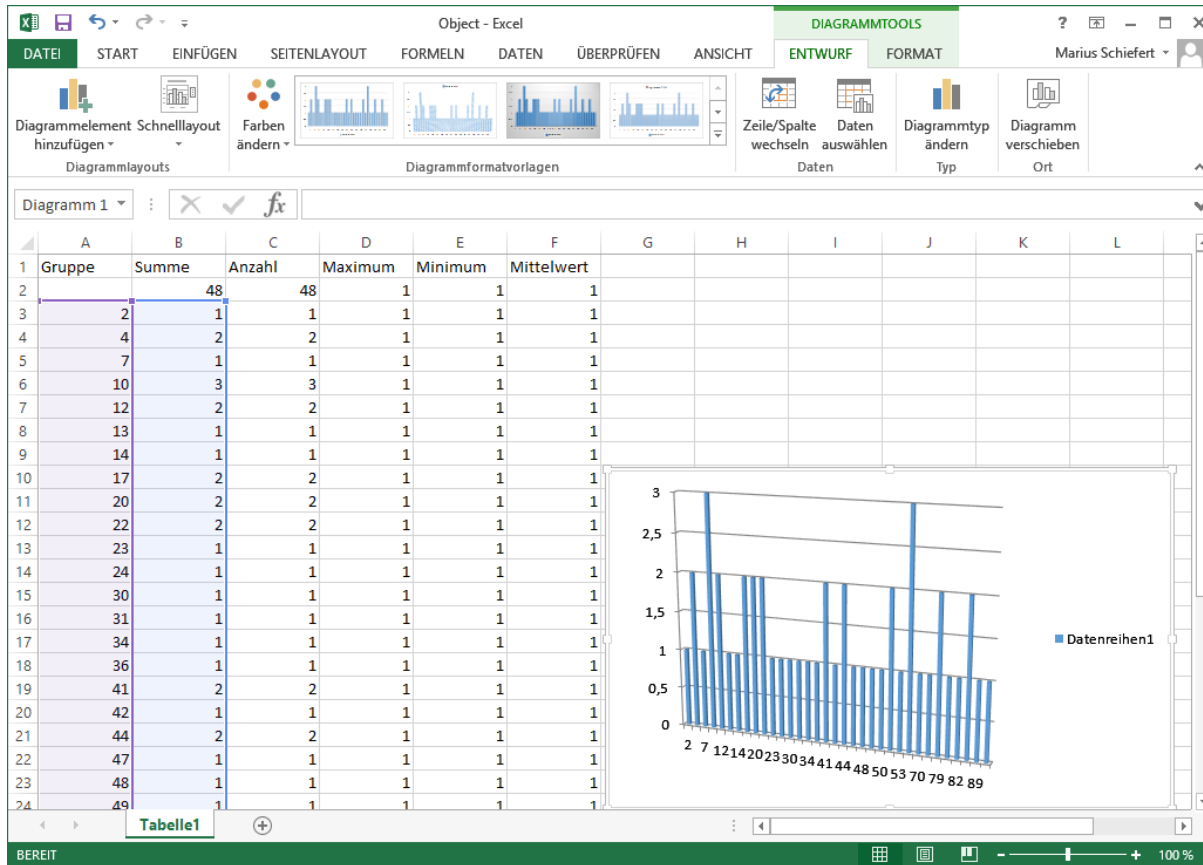 Object - Excel
DIAGRAMMTOOLS
?
DATEI START EINFÜGEN SEITENLAYOUT FORMELN DATEN ÜBERPRÜFEN ANSICHT ENTWURF FORMAT Marius Schiefert
Diagrammelement hinzufügen
Schnelllayout
Farben ändern
Zeile/Spalte wechseln
Daten auswählen
Diagrammtyp ändern
Diagramm verschieben
Diagrammlayouts
Diagrammformatvorlagen
Daten
Typ
Ort
Diagramm 1
fx
A B C D E F G H I J K L
1 Gruppe Summe Anzahl Maximum Minimum Mittelwert
2 48 48 1 1 1
3 2 1 1 1 1 1
4 4 2 2 1 1 1
5 7 1 1 1 1 1
6 10 3 3 1 1 1
7 12 2 2 1 1 1
8 13 1 1 1 1 1
9 14 1 1 1 1 1
10 17 2 2 1 1 1
11 20 2 2 1 1 1
12 22 2 2 1 1 1
13 23 1 1 1 1 1
14 24 1 1 1 1 1
15 30 1 1 1 1 1
16 31 1 1 1 1 1
17 34 1 1 1 1 1
18 36 1 1 1 1 1
19 41 2 2 1 1 1
20 42 1 1 1 1 1
21 44 2 2 1 1 1
22 47 1 1 1 1 1
23 48 1 1 1 1 1
24 49 1 1 1 1 1
3
2,5
2
1,5
1
0,5
0
2 7 12 14 20 23 30 34 41 44 48 50 53 70 79 82 89
Datenreihen1
Tabelle1
BEREIT
100 %